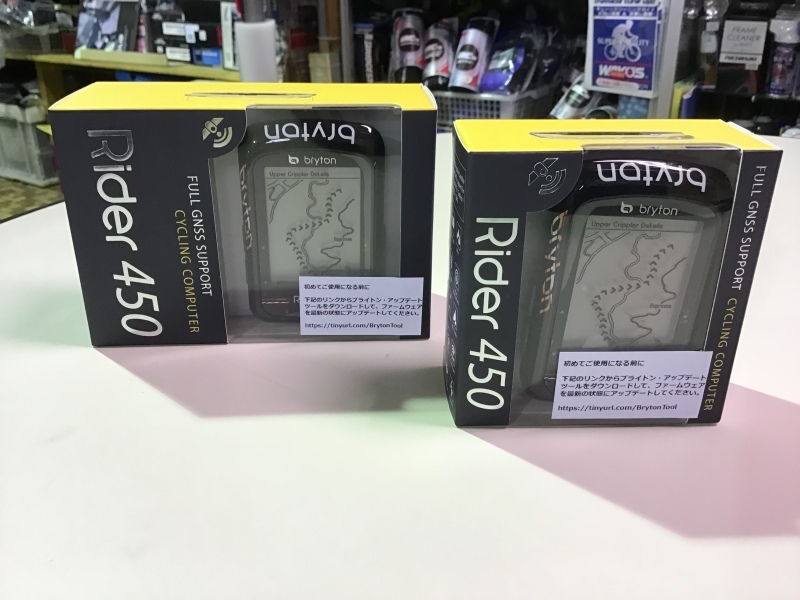 Rider 450
FULL GNSS SUPPORT
CYCLING COMPUTER
bryton
bryton
bryton
Upper Crippler Details
初めてご使用になる前に
下記のリンクからブライトン・アップデート
ツールをダウンロードして、ファームウェア
を最新の状態にアップデートしてください。
https://tinyurl.com/BrytonTool
Rider 450
FULL GNSS SUPPORT
CYCLING COMPUTER
bryton
bryton
bryton
Upper Crippler Details
初めてご使用になる前に
下記のリンクからブライトン・アップデート
ツールをダウンロードして、ファームウェア
を最新の状態にアップデートしてください。
https://tinyurl.com/BrytonTool
WAKO'S
FRAME
CLEANER